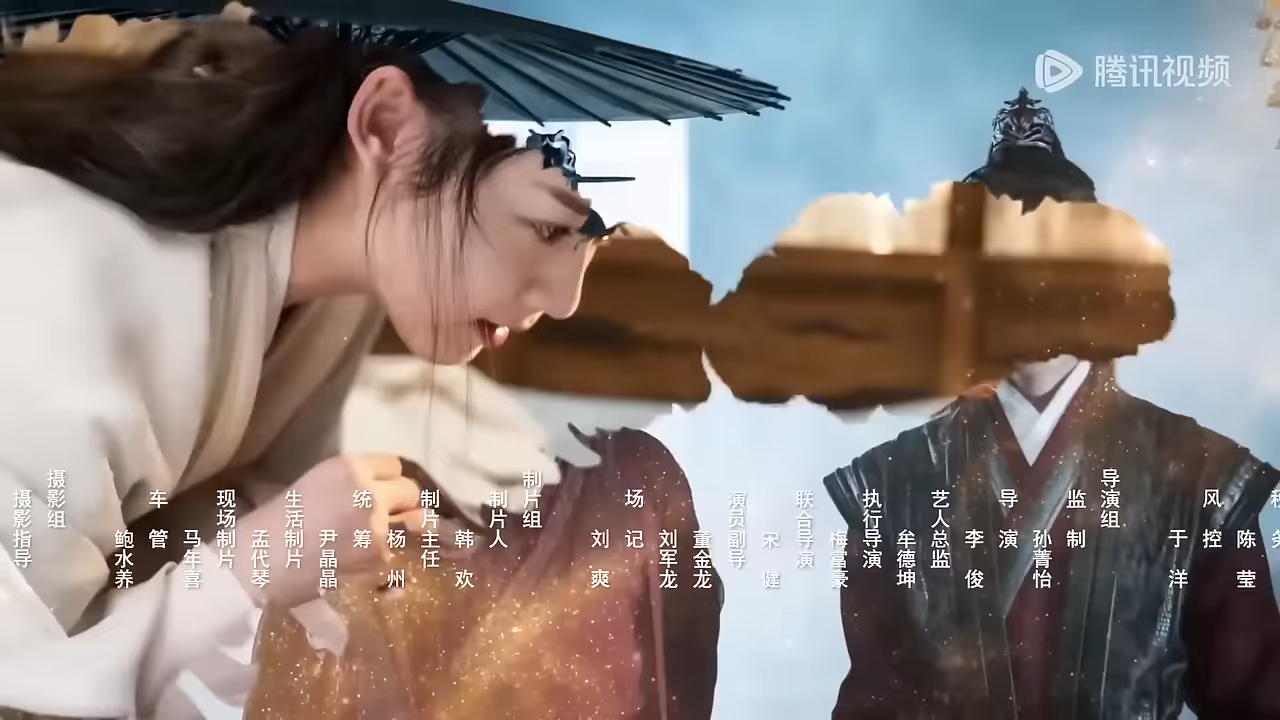 腾讯视频
陈莹
风控
于洋
导演组
监制
孙菁怡
导演
李俊
艺人总监
牟德坤
执行导演
梅富豪
联合导演
宋健
演员副导
董金龙
刘军龙
场记
刘爽
制片组
制片人
韩欢
制片主任
杨州
统筹
尹晶晶
生活制片
孟代琴
现场制片
马年喜
车管
鲍水养
摄影组
摄影指导